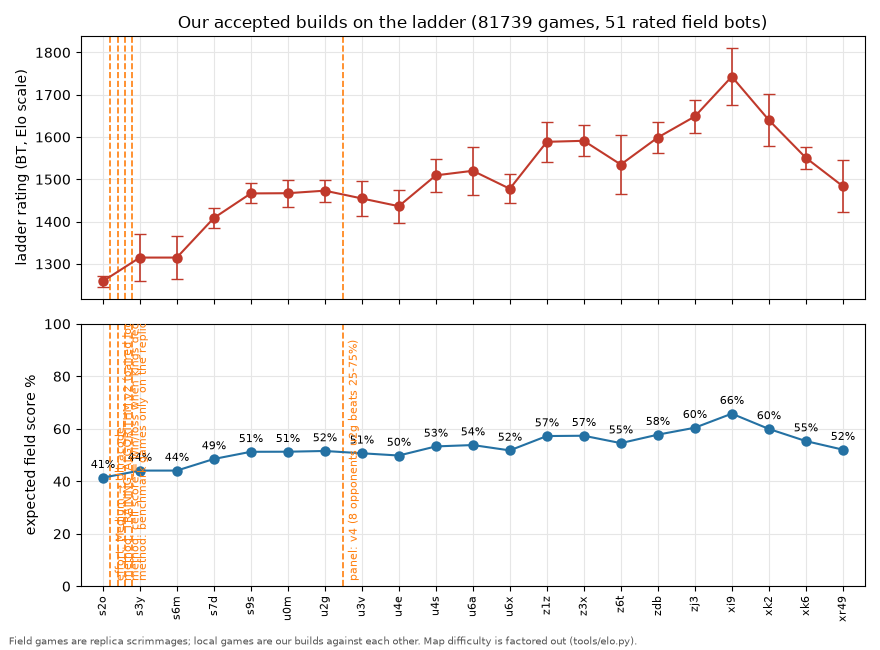 Our accepted builds on the ladder (81739 games, 51 rated field bots)
ladder rating (BT, Elo scale)
1800
1700
1600
1500
1400
1300
expected field score %
100
80
60
40
20
0
41% 44% 44% 49% 51% 51% 52% 51% 50% 53% 54% 52% 57% 57% 55% 58% 60% 66% 60% 55% 52%
method: benchmark games only on the replic
panel: v4 (8 opponents beats 25-75%)
s2o s3y s6m s7d s9s u0m u2g u3v u4e u4s u6a u6x z1z z3x z6t zdb zj3 xi9 xk2 xk6 xr49
Field games are replica scrimmages; local games are our builds against each other. Map difficulty is factored out (tools/elo.py).